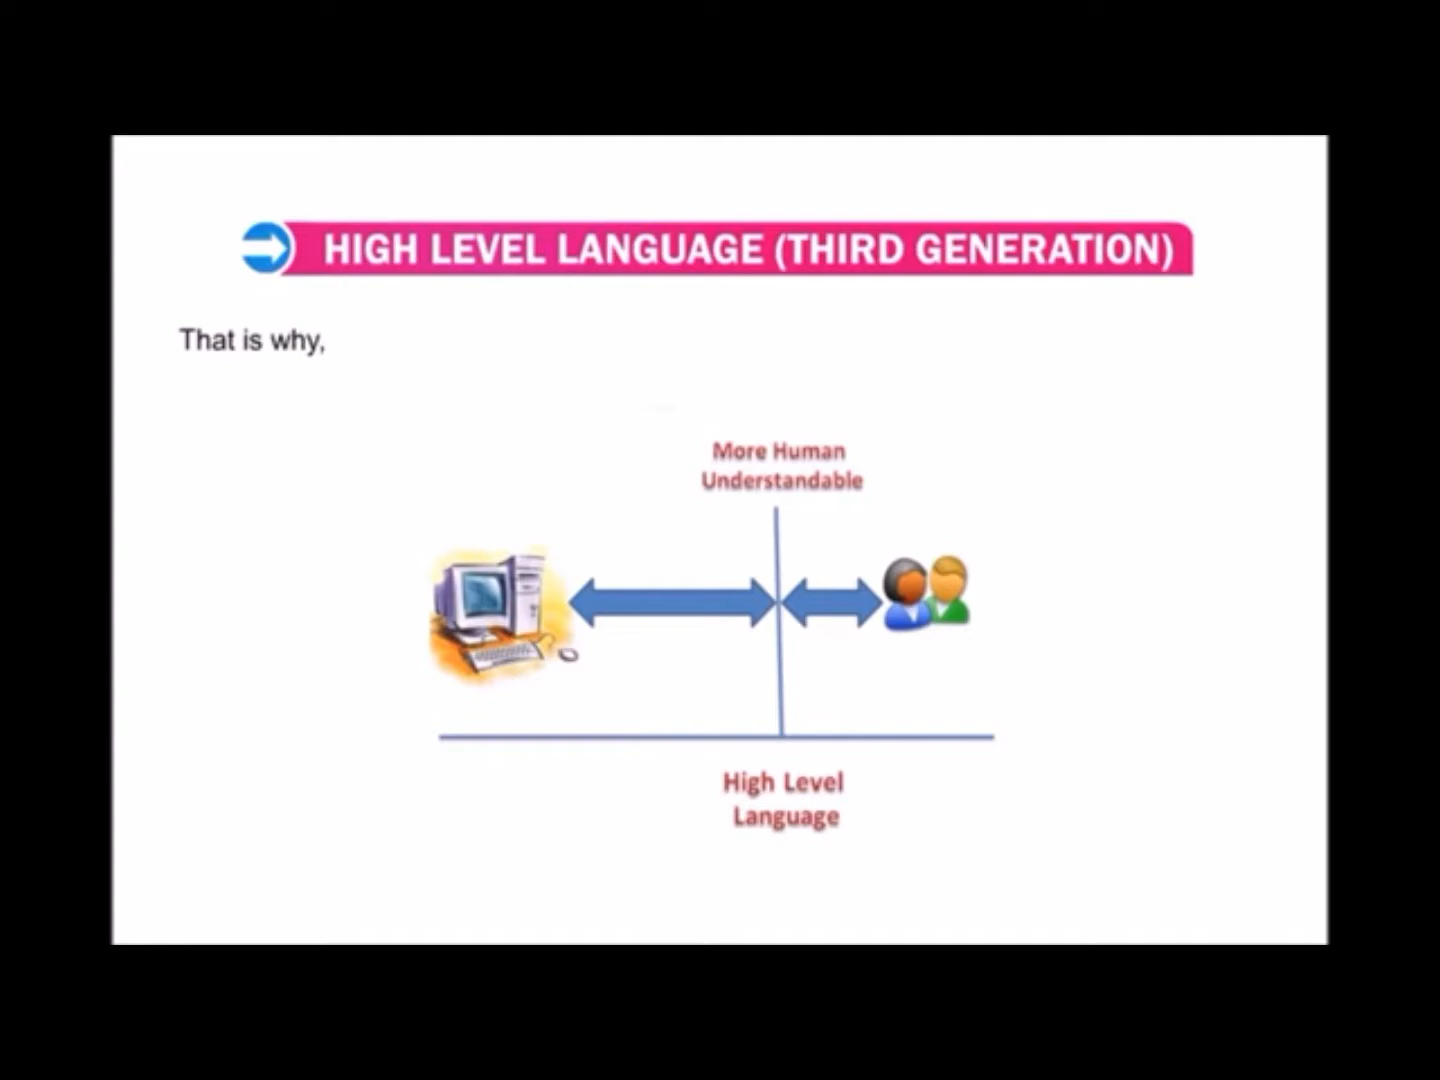 HIGH LEVEL LANGUAGE (THIRD GENERATION)
That is why,
More Human
Understandable
High Level
Language